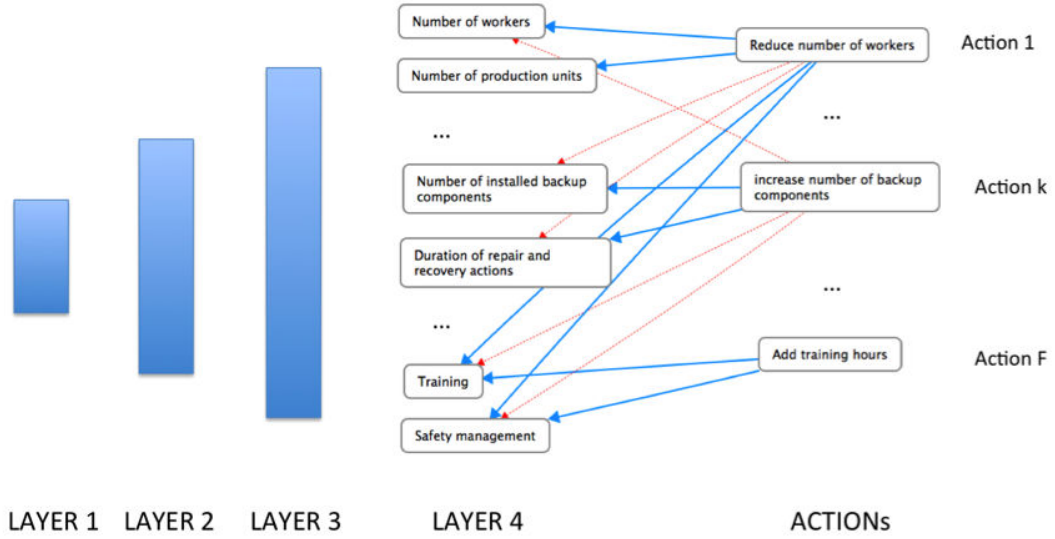 Number of workers
Reduce number of workers
Action 1
Number of production units
...
...
Number of installed backup
components
increase number of backup
components
Action k
Duration of repair and
recovery actions
...
...
Add training hours
Action F
Training
Safety management
LAYER 1
LAYER 2
LAYER 3
LAYER 4
ACTIONs